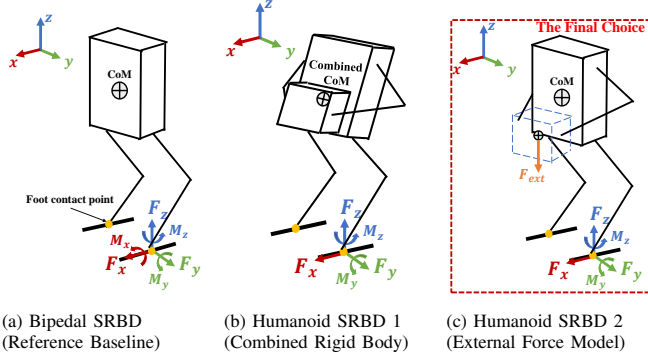 z
x
y
CoM
Foot contact point
F_z
M_x
M_z
F_x
F_y
M_y
(a) Bipedal SRBD
(Reference Baseline)
z
x
y
Combined
CoM
F_z
M_z
F_x
F_y
M_y
(b) Humanoid SRBD 1
(Combined Rigid Body)
The Final Choice
z
x
y
CoM
F_ext
F_z
M_z
F_x
F_y
M_y
(c) Humanoid SRBD 2
(External Force Model)